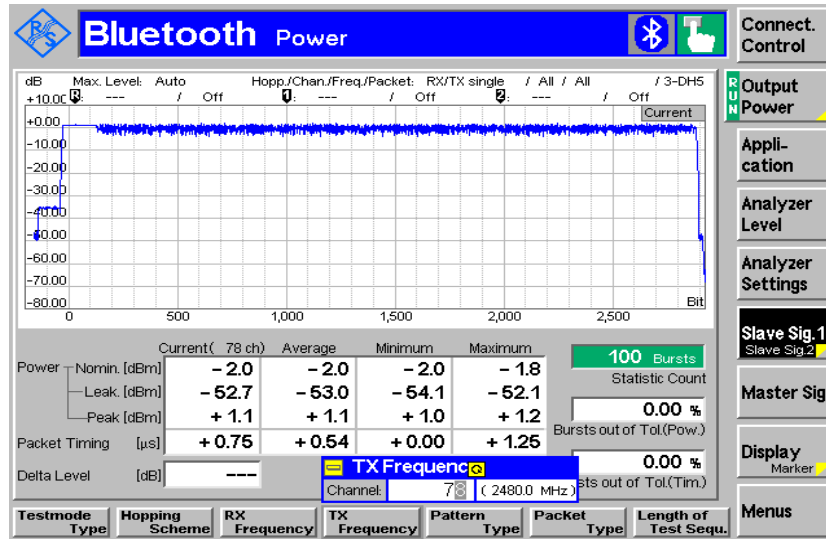 R S
Bluetooth Power
Connect.
Control
dB Max. Level: Auto Hopp./Chan./Freq./Packet: RX/TX single / All / All / 3-DH5
+10.00 R: --- / Off 1: --- / Off 2: --- / Off
Current
RUN
Output
Power
+0.00
-10.00
-20.00
-30.00
-40.00
-50.00
-60.00
-70.00
-80.00
Bit
0 500 1,000 1,500 2,000 2,500
Appli-
cation
Analyzer
Level
Analyzer
Settings
Slave Sig.1
Slave Sig.2
Master Sig
Display
Marker
Menus
Current( 78 ch) Average Minimum Maximum
Power Nomin. [dBm] - 2.0 - 2.0 - 2.0 - 1.8
Leak. [dBm] - 52.7 - 53.0 - 54.1 - 52.1
Peak [dBm] + 1.1 + 1.1 + 1.0 + 1.2
Packet Timing [µs] + 0.75 + 0.54 + 0.00 + 1.25
Delta Level [dB] ---
100 Bursts
Statistic Count
0.00 %
Bursts out of Tol.(Pow.)
0.00 %
sts out of Tol.(Tim.)
TX Frequenc
Channel: 78 ( 2480.0 MHz )
Testmode
Type
Hopping
Scheme
RX
Frequency
TX
Frequency
Pattern
Type
Packet
Type
Length of
Test Sequ.